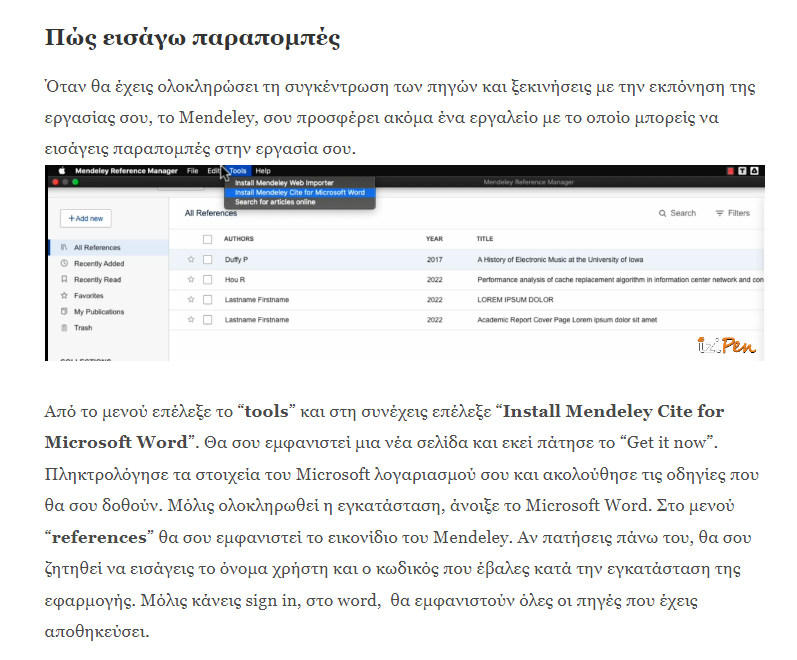 Πώς εισάγω παραπομπές
Όταν θα έχεις ολοκληρώσει τη συγκέντρωση των πηγών και ξεκινήσεις με την εκπόνηση της
εργασίας σου, το Mendeley, σου προσφέρει ακόμα ένα εργαλείο με το οποίο μπορείς να
εισάγεις παραπομπές στην εργασία σου.
Mendeley Reference Manager File Edit Tools Help
Mendeley Reference Manager
Install Mendeley Web Importer
Install Mendeley Cite for Microsoft Word
Search for articles online
+ Add new
All References
Search
Filters
All References
Recently Added
Recently Read
Favorites
My Publications
Trash
COLLECTIONS
AUTHORS YEAR TITLE
Duffy P 2017 A History of Electronic Music at the University of Iowa
Hou R 2022 Performance analysis of cache replacement algorithm in information center network and con
Lastname Firstname 2022 LOREM IPSUM DOLOR
Lastname Firstname 2022 Academic Report Cover Page Lorem ipsum dolor sit amet
iziPen
Από το μενού επέλεξε το “tools” και στη συνέχεις επέλεξε “Install Mendeley Cite for
Microsoft Word”. Θα σου εμφανιστεί μια νέα σελίδα και εκεί πάτησε το “Get it now”.
Πληκτρολόγησε τα στοιχεία του Microsoft λογαριασμού σου και ακολούθησε τις οδηγίες που
θα σου δοθούν. Μόλις ολοκληρωθεί η εγκατάσταση, άνοιξε το Microsoft Word. Στο μενού
“references” θα σου εμφανιστεί το εικονίδιο του Mendeley. Αν πατήσεις πάνω του, θα σου
ζητηθεί να εισάγεις το όνομα χρήστη και ο κωδικός που έβαλες κατά την εγκατάσταση της
εφαρμογής. Μόλις κάνεις sign in, στο word, θα εμφανιστούν όλες οι πηγές που έχεις
αποθηκεύσει.